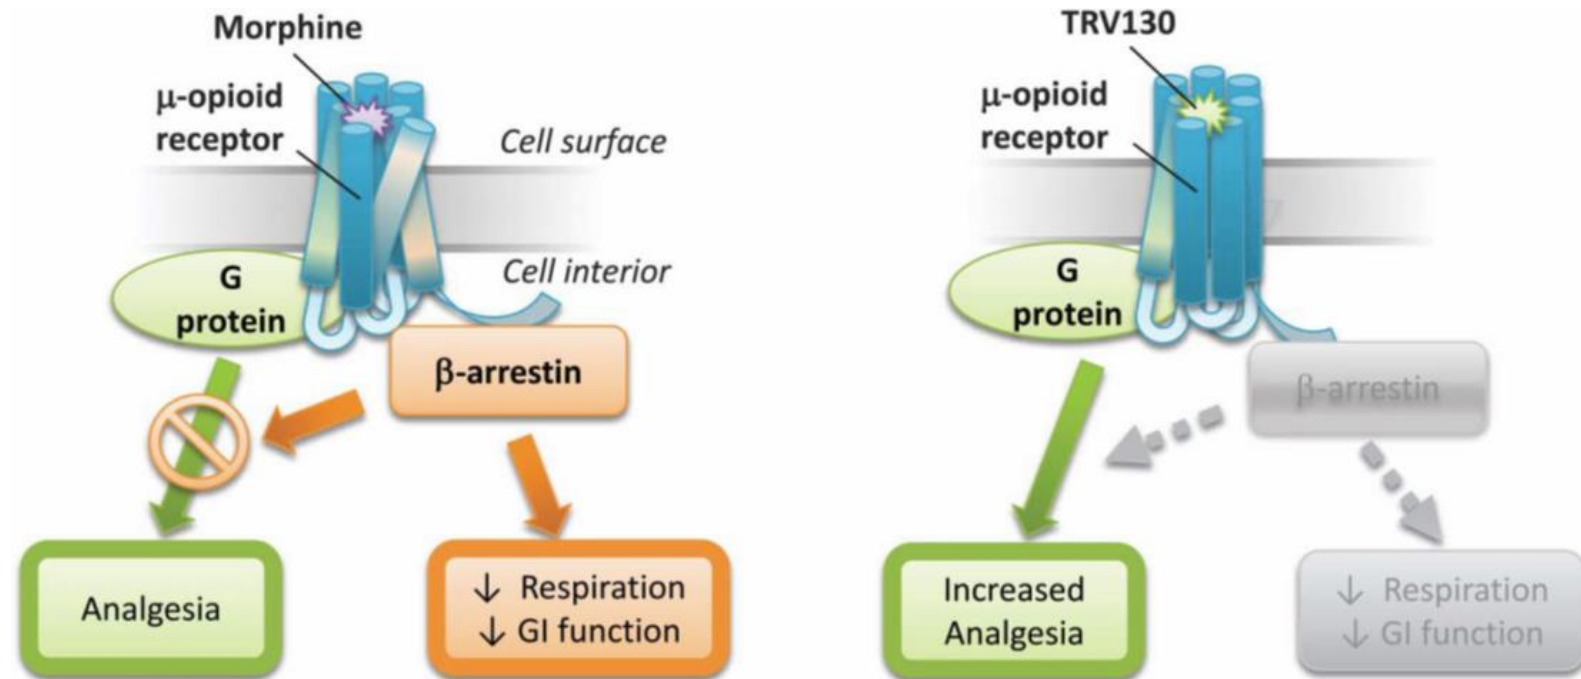 Morphine
μ-opioid
receptor
Cell surface
Cell interior
G
protein
β-arrestin
Analgesia
↓ Respiration
↓ GI function
TRV130
μ-opioid
receptor
G
protein
β-arrestin
Increased
Analgesia
↓ Respiration
↓ GI function